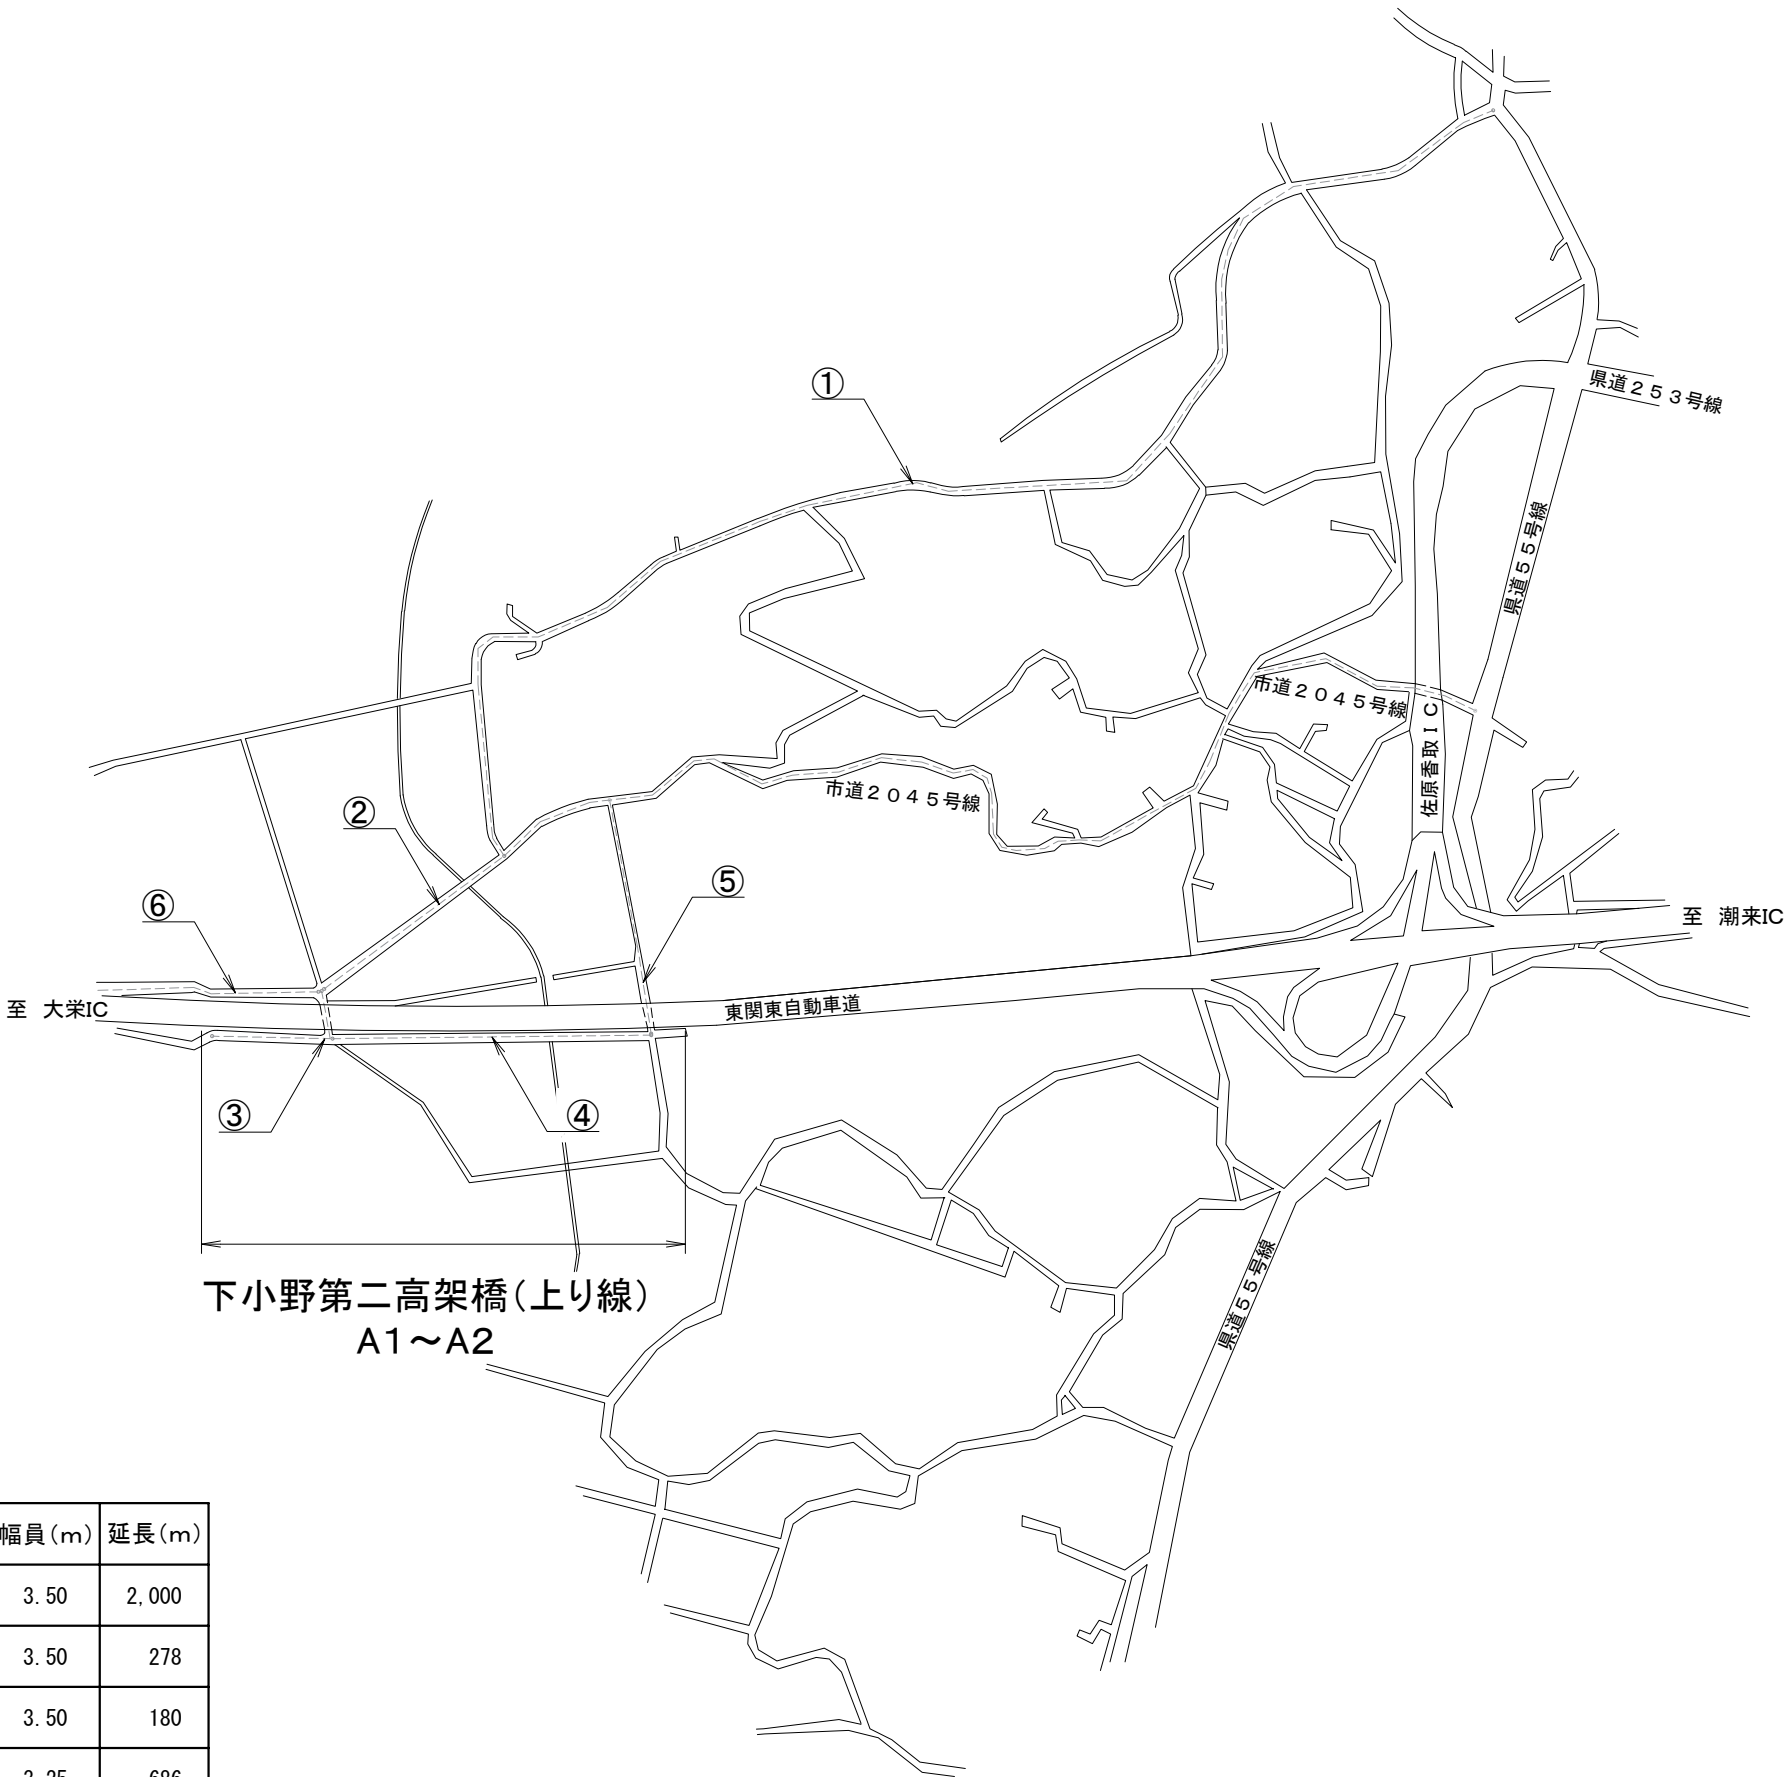 県道２５３号線
①
県道５５号線
市道２０４５号線
佐原香取ＩＣ
市道２０４５号線
②
⑤
⑥
至 潮来IC
至 大栄IC
東関東自動車道
③
④
下小野第二高架橋（上り線）
A1～A2
県道５５号線
幅員（m） 延長（m）
3.50 2,000
3.50 278
3.50 180